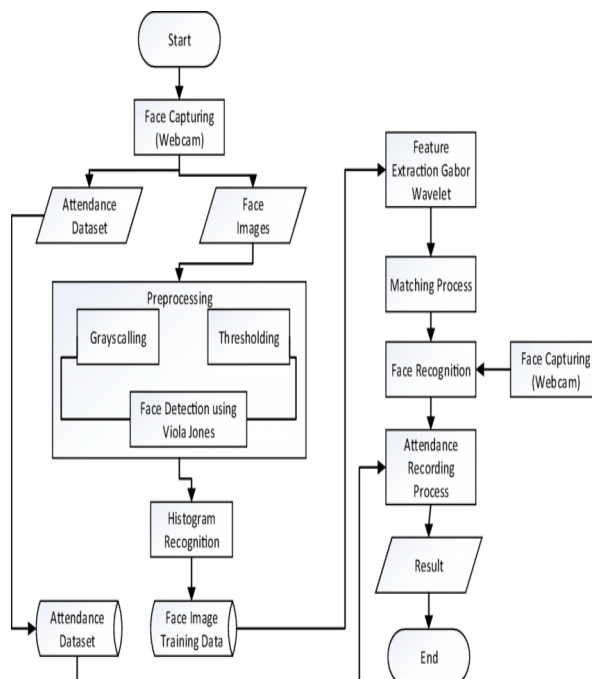 Start
Face Capturing
(Webcam)
Attendance
Dataset
Face
Images
Preprocessing
Grayscalling
Thresholding
Face Detection using
Viola Jones
Histogram
Recognition
Attendance
Dataset
Face Image
Training Data
Feature
Extraction Gabor
Wavelet
Matching Process
Face Recognition
Face Capturing
(Webcam)
Attendance
Recording
Process
Result
End